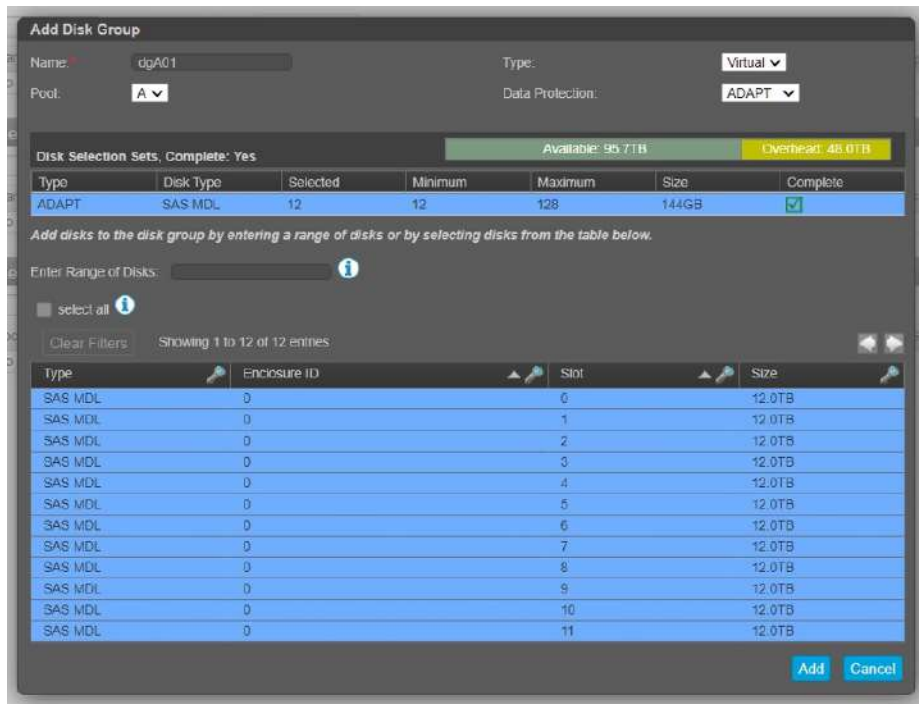 Add Disk Group
Name:* dgA01 Type: Virtual
Pool: A Data Protection: ADAPT
Disk Selection Sets, Complete: Yes Available: 95.7TB Overhead: 48.0TB
Type Disk Type Selected Minimum Maximum Size Complete
ADAPT SAS MDL 12 12 128 144GB
Add disks to the disk group by entering a range of disks or by selecting disks from the table below.
Enter Range of Disks:
select all
Clear Filters Showing 1 to 12 of 12 entries
Type Enclosure ID Slot Size
SAS MDL 0 0 12.0TB
SAS MDL 0 1 12.0TB
SAS MDL 0 2 12.0TB
SAS MDL 0 3 12.0TB
SAS MDL 0 4 12.0TB
SAS MDL 0 5 12.0TB
SAS MDL 0 6 12.0TB
SAS MDL 0 7 12.0TB
SAS MDL 0 8 12.0TB
SAS MDL 0 9 12.0TB
SAS MDL 0 10 12.0TB
SAS MDL 0 11 12.0TB
Add Cancel